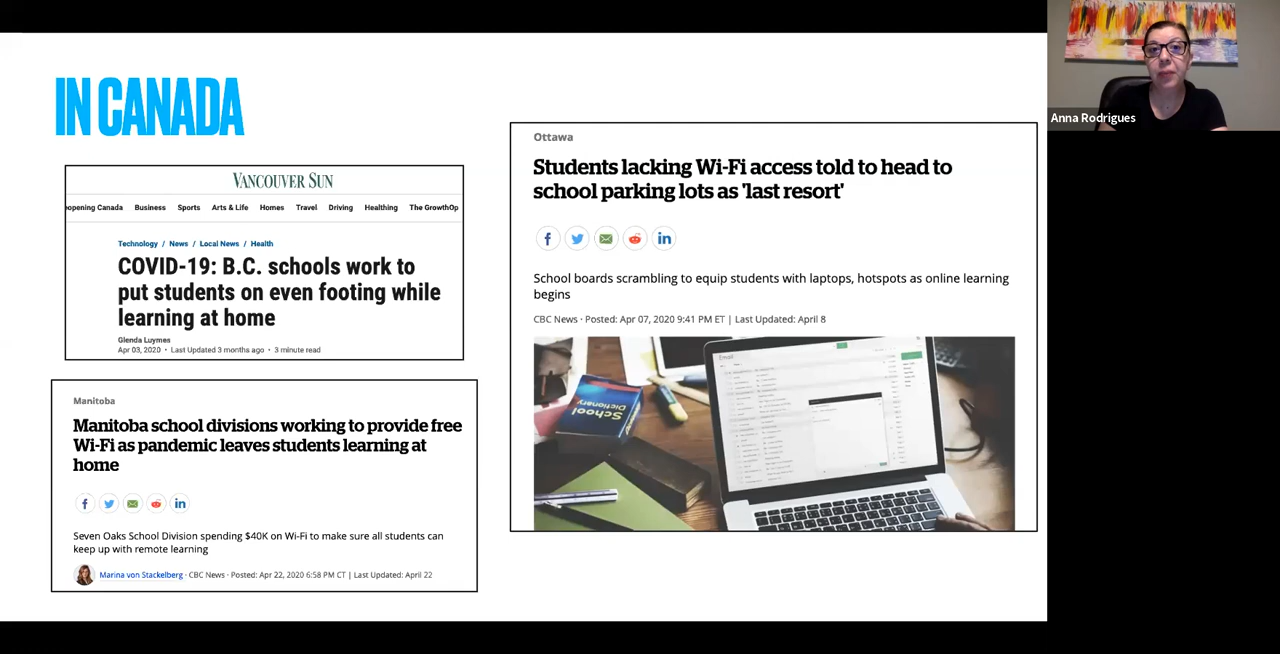 IN CANADA
VANCOUVER SUN
eopening Canada Business Sports Arts & Life Homes Travel Driving Healthing The GrowthOp
Technology / News / Local News / Health
COVID-19: B.C. schools work to
put students on even footing while
learning at home
Glenda Luymes
Apr 03, 2020 • Last Updated 3 months ago • 3 minute read
Manitoba
Manitoba school divisions working to provide free
Wi-Fi as pandemic leaves students learning at
home
Seven Oaks School Division spending $40K on Wi-Fi to make sure all students can
keep up with remote learning
Marina von Stackelberg · CBC News · Posted: Apr 22, 2020 6:58 PM CT | Last Updated: April 22
Ottawa
Students lacking Wi-Fi access told to head to
school parking lots as 'last resort'
School boards scrambling to equip students with laptops, hotspots as online learning
begins
CBC News · Posted: Apr 07, 2020 9:41 PM ET | Last Updated: April 8
School
Dictionary
Email
Anna Rodrigues